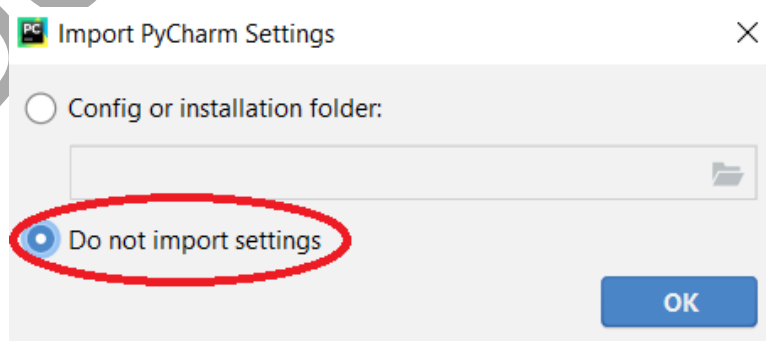 PC
Import PyCharm Settings
Config or installation folder:
Do not import settings
OK